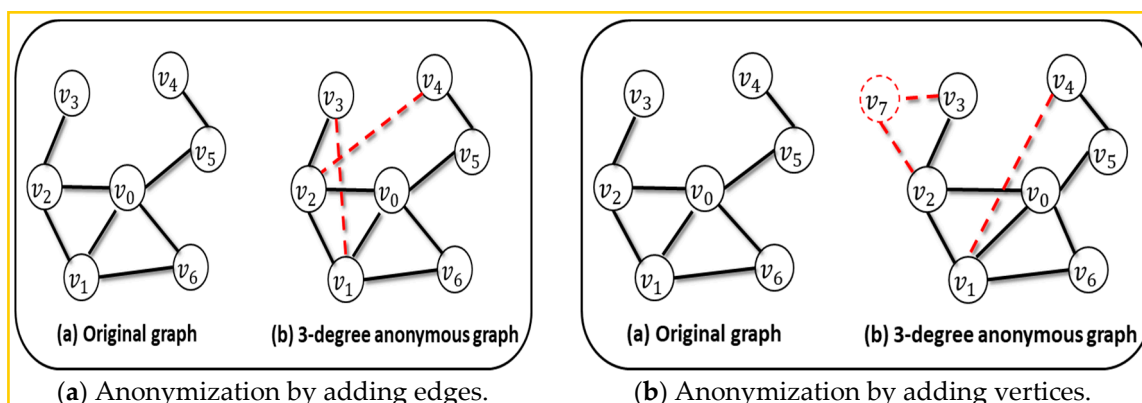 v4
v3
v5
v2
v0
v6
v1
(a) Original graph
v4
v3
v5
v2
v0
v6
v1
(b) 3-degree anonymous graph
(a) Anonymization by adding edges.
v4
v3
v5
v2
v0
v6
v1
(a) Original graph
v4
v7
v3
v5
v2
v0
v6
v1
(b) 3-degree anonymous graph
(b) Anonymization by adding vertices.